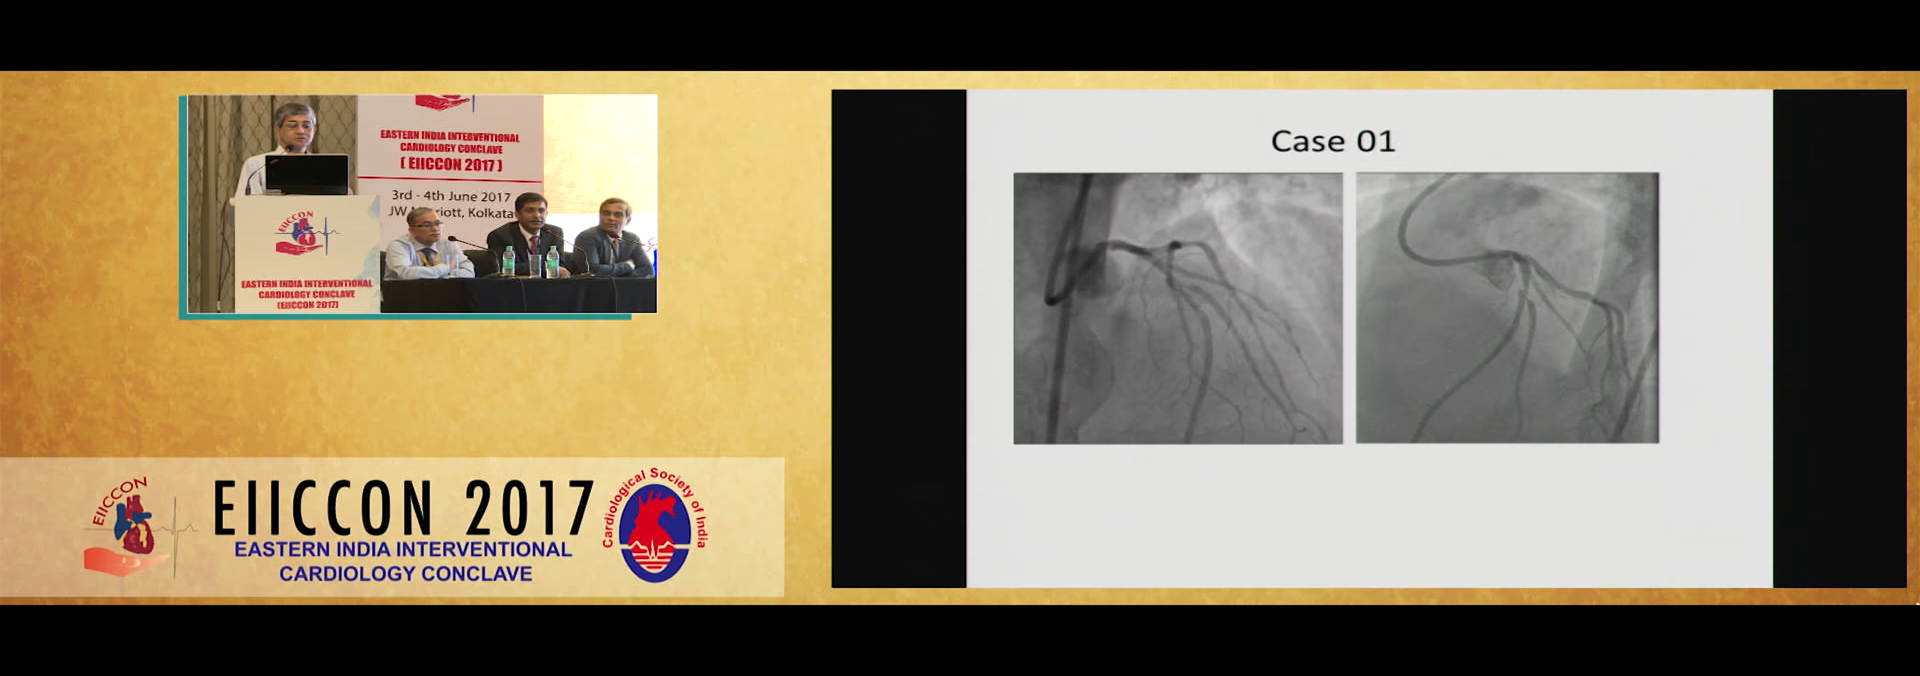 EASTERN INDIA INTERVENTIONAL
CARDIOLOGY CONCLAVE
( EIICCON 2017 )
3rd - 4th June 2017
JW Kolkata
EIICCON
EASTERN INDIA INTERVENTIONAL
CARDIOLOGY CONCLAVE
(EIICCON 2017)
Case 01
EIICCON
EIICCON 2017
EASTERN INDIA INTERVENTIONAL
CARDIOLOGY CONCLAVE
Cardiological Society of India